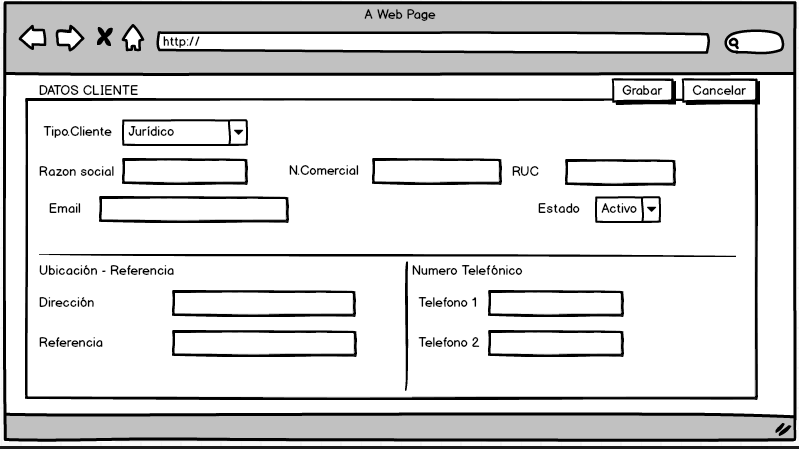 A Web Page
http://
DATOS CLIENTE
Grabar Cancelar
Tipo.Cliente Jurídico
Razon social N.Comercial RUC
Email Estado Activo
Ubicación - Referencia Numero Telefónico
Dirección Telefono 1
Referencia Telefono 2